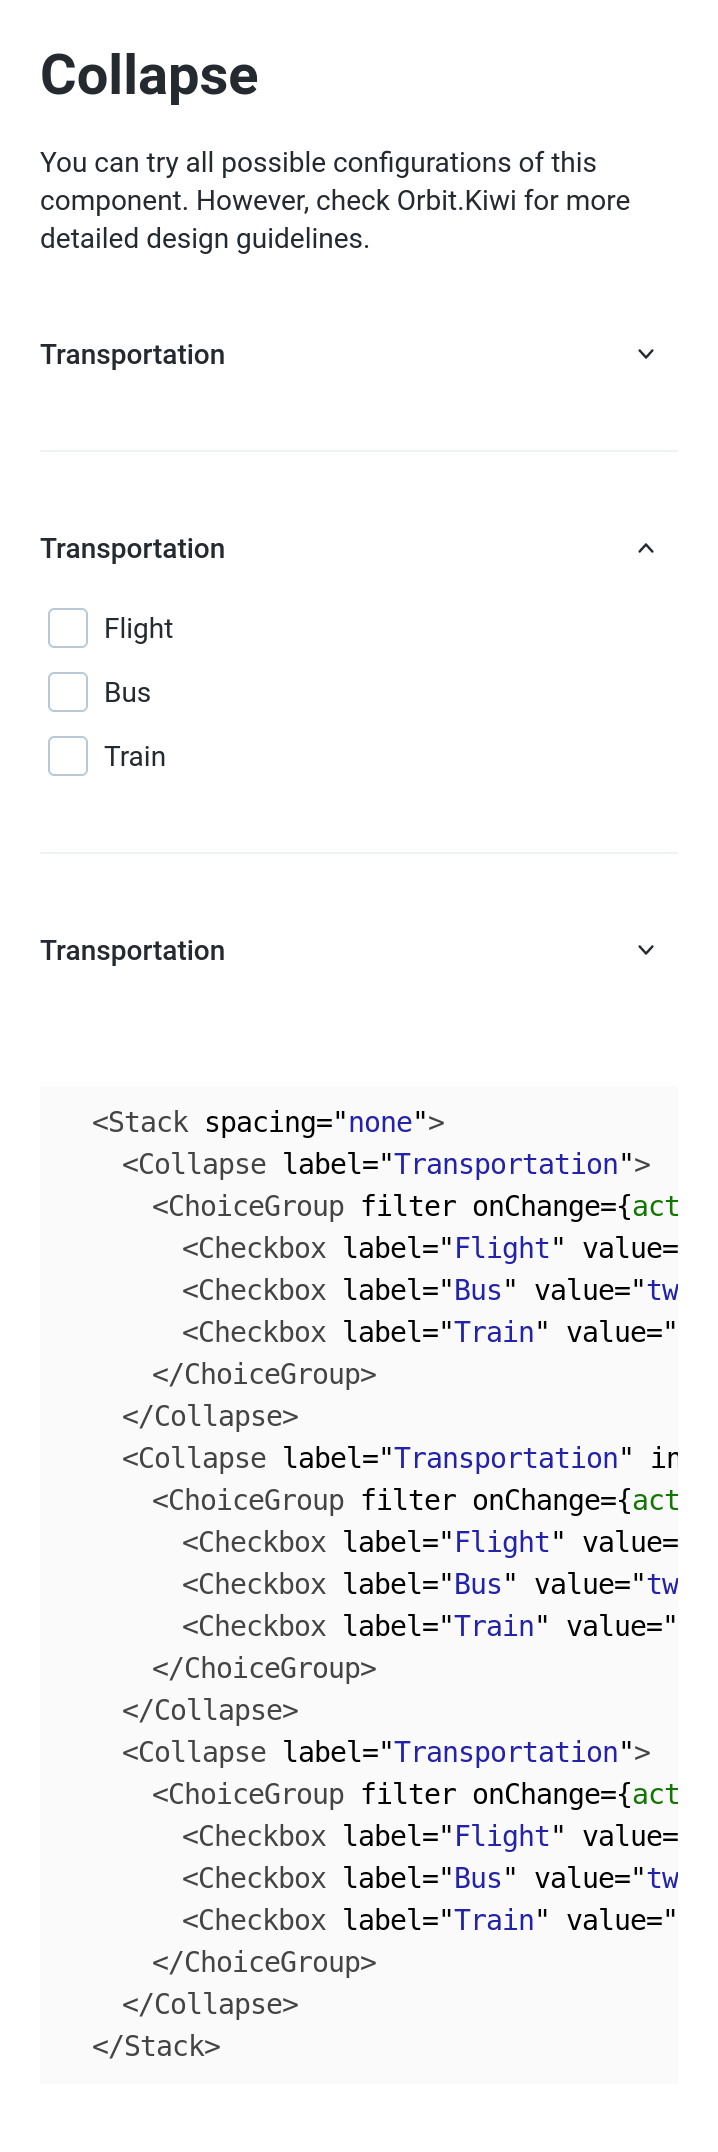 Collapse
You can try all possible configurations of this
component. However, check Orbit.Kiwi for more
detailed design guidelines.
Transportation
Transportation
Flight
Bus
Train
Transportation
<Stack spacing="none">
<Collapse label="Transportation">
<ChoiceGroup filter onChange={act
<Checkbox label="Flight" value=
<Checkbox label="Bus" value="tw
<Checkbox label="Train" value="
</ChoiceGroup>
</Collapse>
<Collapse label="Transportation" in
<ChoiceGroup filter onChange={act
<Checkbox label="Flight" value=
<Checkbox label="Bus" value="tw
<Checkbox label="Train" value="
</ChoiceGroup>
</Collapse>
<Collapse label="Transportation">
<ChoiceGroup filter onChange={act
<Checkbox label="Flight" value=
<Checkbox label="Bus" value="tw
<Checkbox label="Train" value="
</ChoiceGroup>
</Collapse>
</Stack>